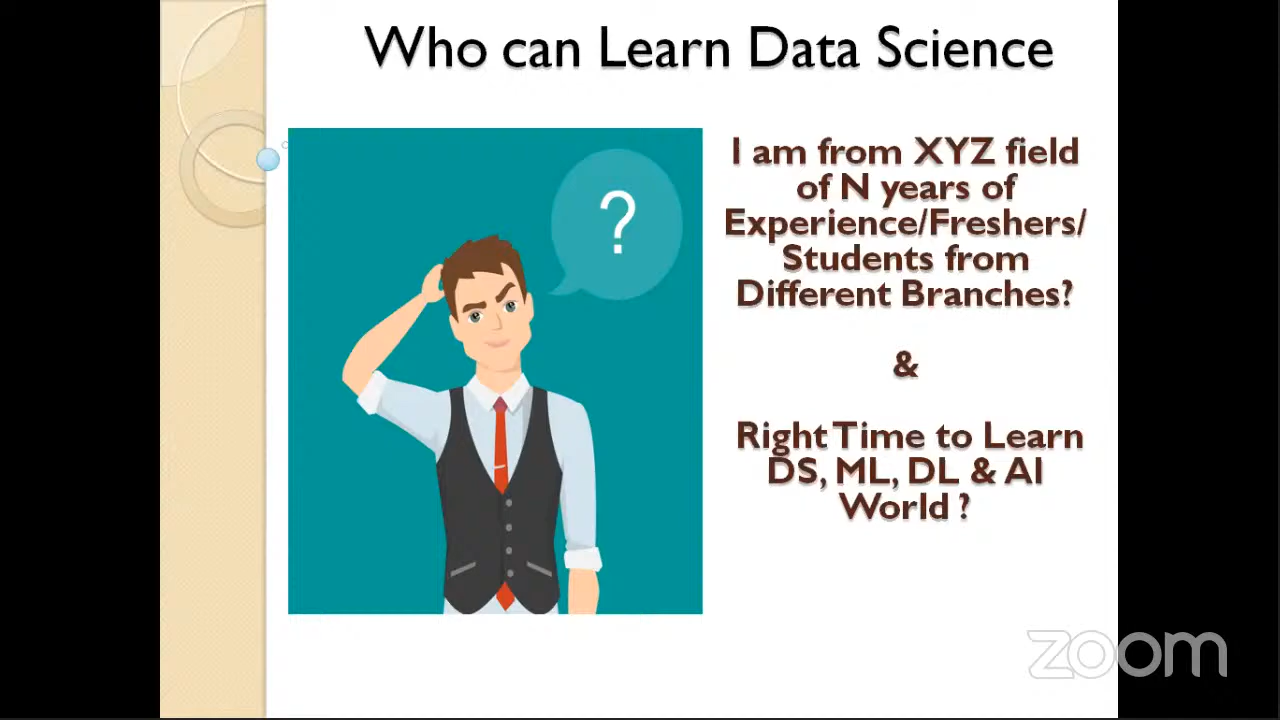 Who can Learn Data Science
?
I am from XYZ field
of N years of
Experience/Freshers/
Students from
Different Branches?
&
Right Time to Learn
DS, ML, DL & AI
World ?
zoom